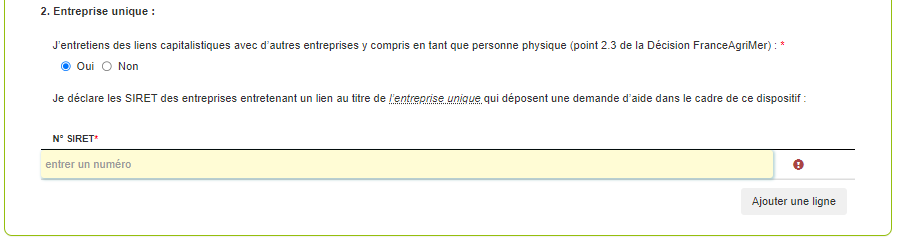 2. Entreprise unique :
J'entretiens des liens capitalistiques avec d'autres entreprises y compris en tant que personne physique (point 2.3 de la Décision FranceAgriMer) : *
Oui Non
Je déclare les SIRET des entreprises entretenant un lien au titre de l'entreprise unique qui déposent une demande d'aide dans le cadre de ce dispositif :
N° SIRET*
entrer un numéro
Ajouter une ligne